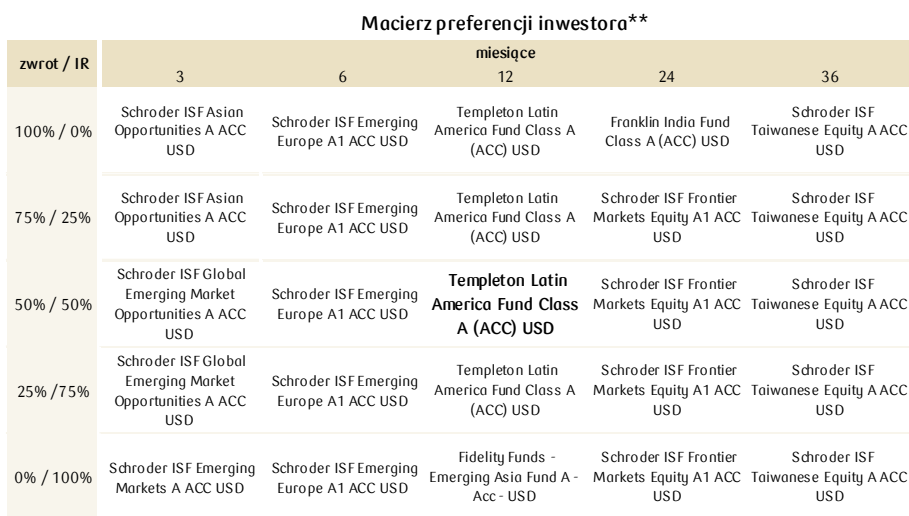 Macierz preferencji inwestora**
zwrot / IR
miesiące
3 6 12 24 36
100% / 0%
Schroder ISF Asian
Opportunities A ACC
USD
Schroder ISF Emerging
Europe A1 ACC USD
Templeton Latin
America Fund Class A
(ACC) USD
Franklin India Fund
Class A (ACC) USD
Schroder ISF
Taiwanese Equity A ACC
USD
75% / 25%
Schroder ISF Asian
Opportunities A ACC
USD
Schroder ISF Emerging
Europe A1 ACC USD
Templeton Latin
America Fund Class A
(ACC) USD
Schroder ISF Frontier
Markets Equity A1 ACC
USD
Schroder ISF
Taiwanese Equity A ACC
USD
50% / 50%
Schroder ISF Global
Emerging Market
Opportunities A ACC
USD
Schroder ISF Emerging
Europe A1 ACC USD
Templeton Latin
America Fund Class
A (ACC) USD
Schroder ISF Frontier
Markets Equity A1 ACC
USD
Schroder ISF
Taiwanese Equity A ACC
USD
25% /75%
Schroder ISF Global
Emerging Market
Opportunities A ACC
USD
Schroder ISF Emerging
Europe A1 ACC USD
Templeton Latin
America Fund Class A
(ACC) USD
Schroder ISF Frontier
Markets Equity A1 ACC
USD
Schroder ISF
Taiwanese Equity A ACC
USD
0% / 100%
Schroder ISF Emerging
Markets A ACC USD
Schroder ISF Emerging
Europe A1 ACC USD
Fidelity Funds -
Emerging Asia Fund A -
Acc - USD
Schroder ISF Frontier
Markets Equity A1 ACC
USD
Schroder ISF
Taiwanese Equity A ACC
USD